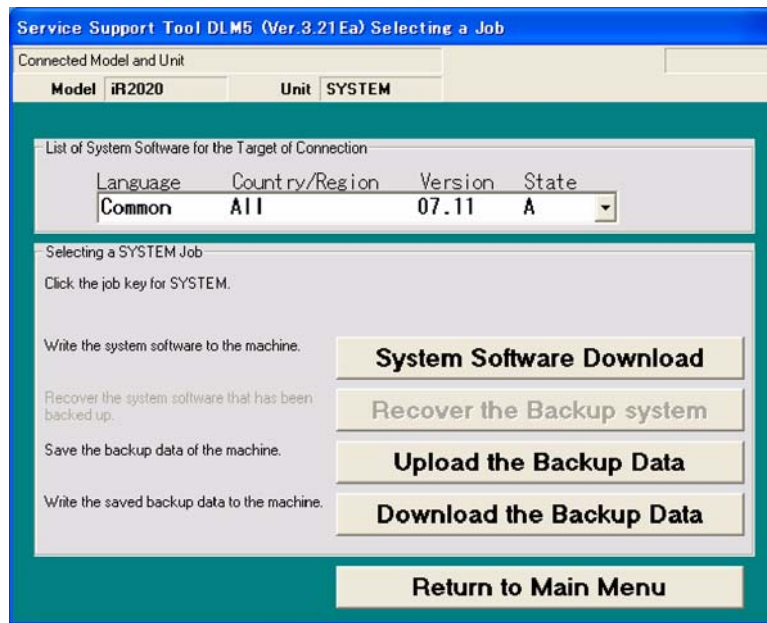 Service Support Tool DLM5 (Ver.3.21Ea) Selecting a Job
Connected Model and Unit
Model iR2020 Unit SYSTEM
List of System Software for the Target of Connection
Language Country/Region Version State
Common All 07.11 A
Selecting a SYSTEM Job
Click the job key for SYSTEM.
Write the system software to the machine.
System Software Download
Recover the system software that has been
backed up.
Recover the Backup system
Save the backup data of the machine.
Upload the Backup Data
Write the saved backup data to the machine.
Download the Backup Data
Return to Main Menu